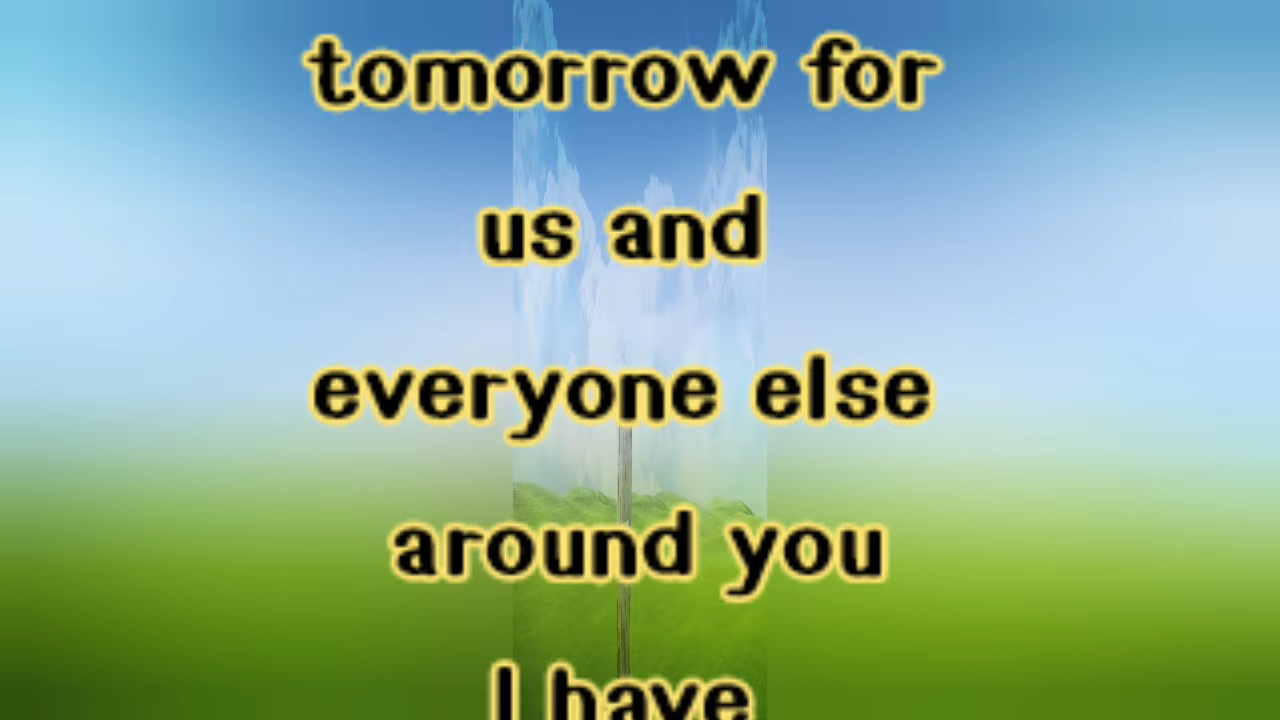 tomorrow for
us and
everyone else
around you
I have